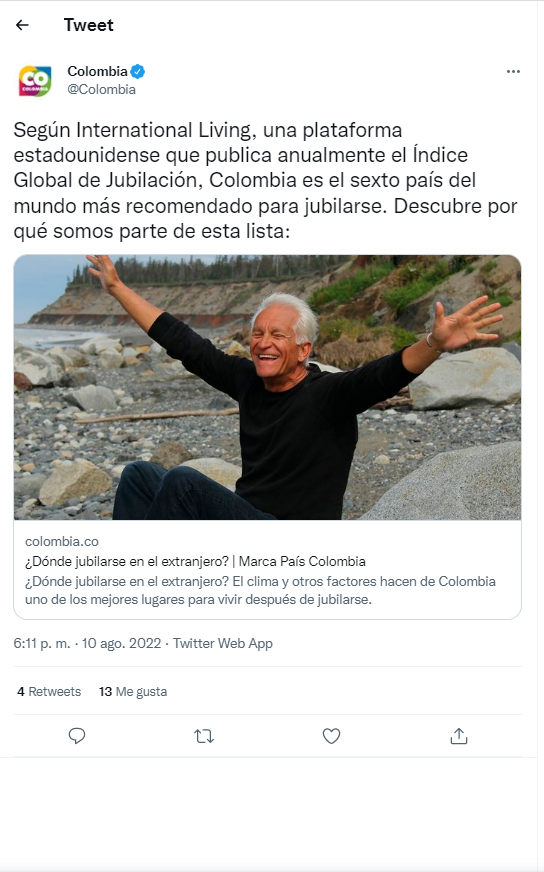 Tweet
CO
COLOMBIA
Colombia
@Colombia
Según International Living, una plataforma
estadounidense que publica anualmente el Índice
Global de Jubilación, Colombia es el sexto país del
mundo más recomendado para jubilarse. Descubre por
qué somos parte de esta lista:
colombia.co
¿Dónde jubilarse en el extranjero? | Marca País Colombia
¿Dónde jubilarse en el extranjero? El clima y otros factores hacen de Colombia
uno de los mejores lugares para vivir después de jubilarse.
6:11 p. m. · 10 ago. 2022 · Twitter Web App
4 Retweets 13 Me gusta